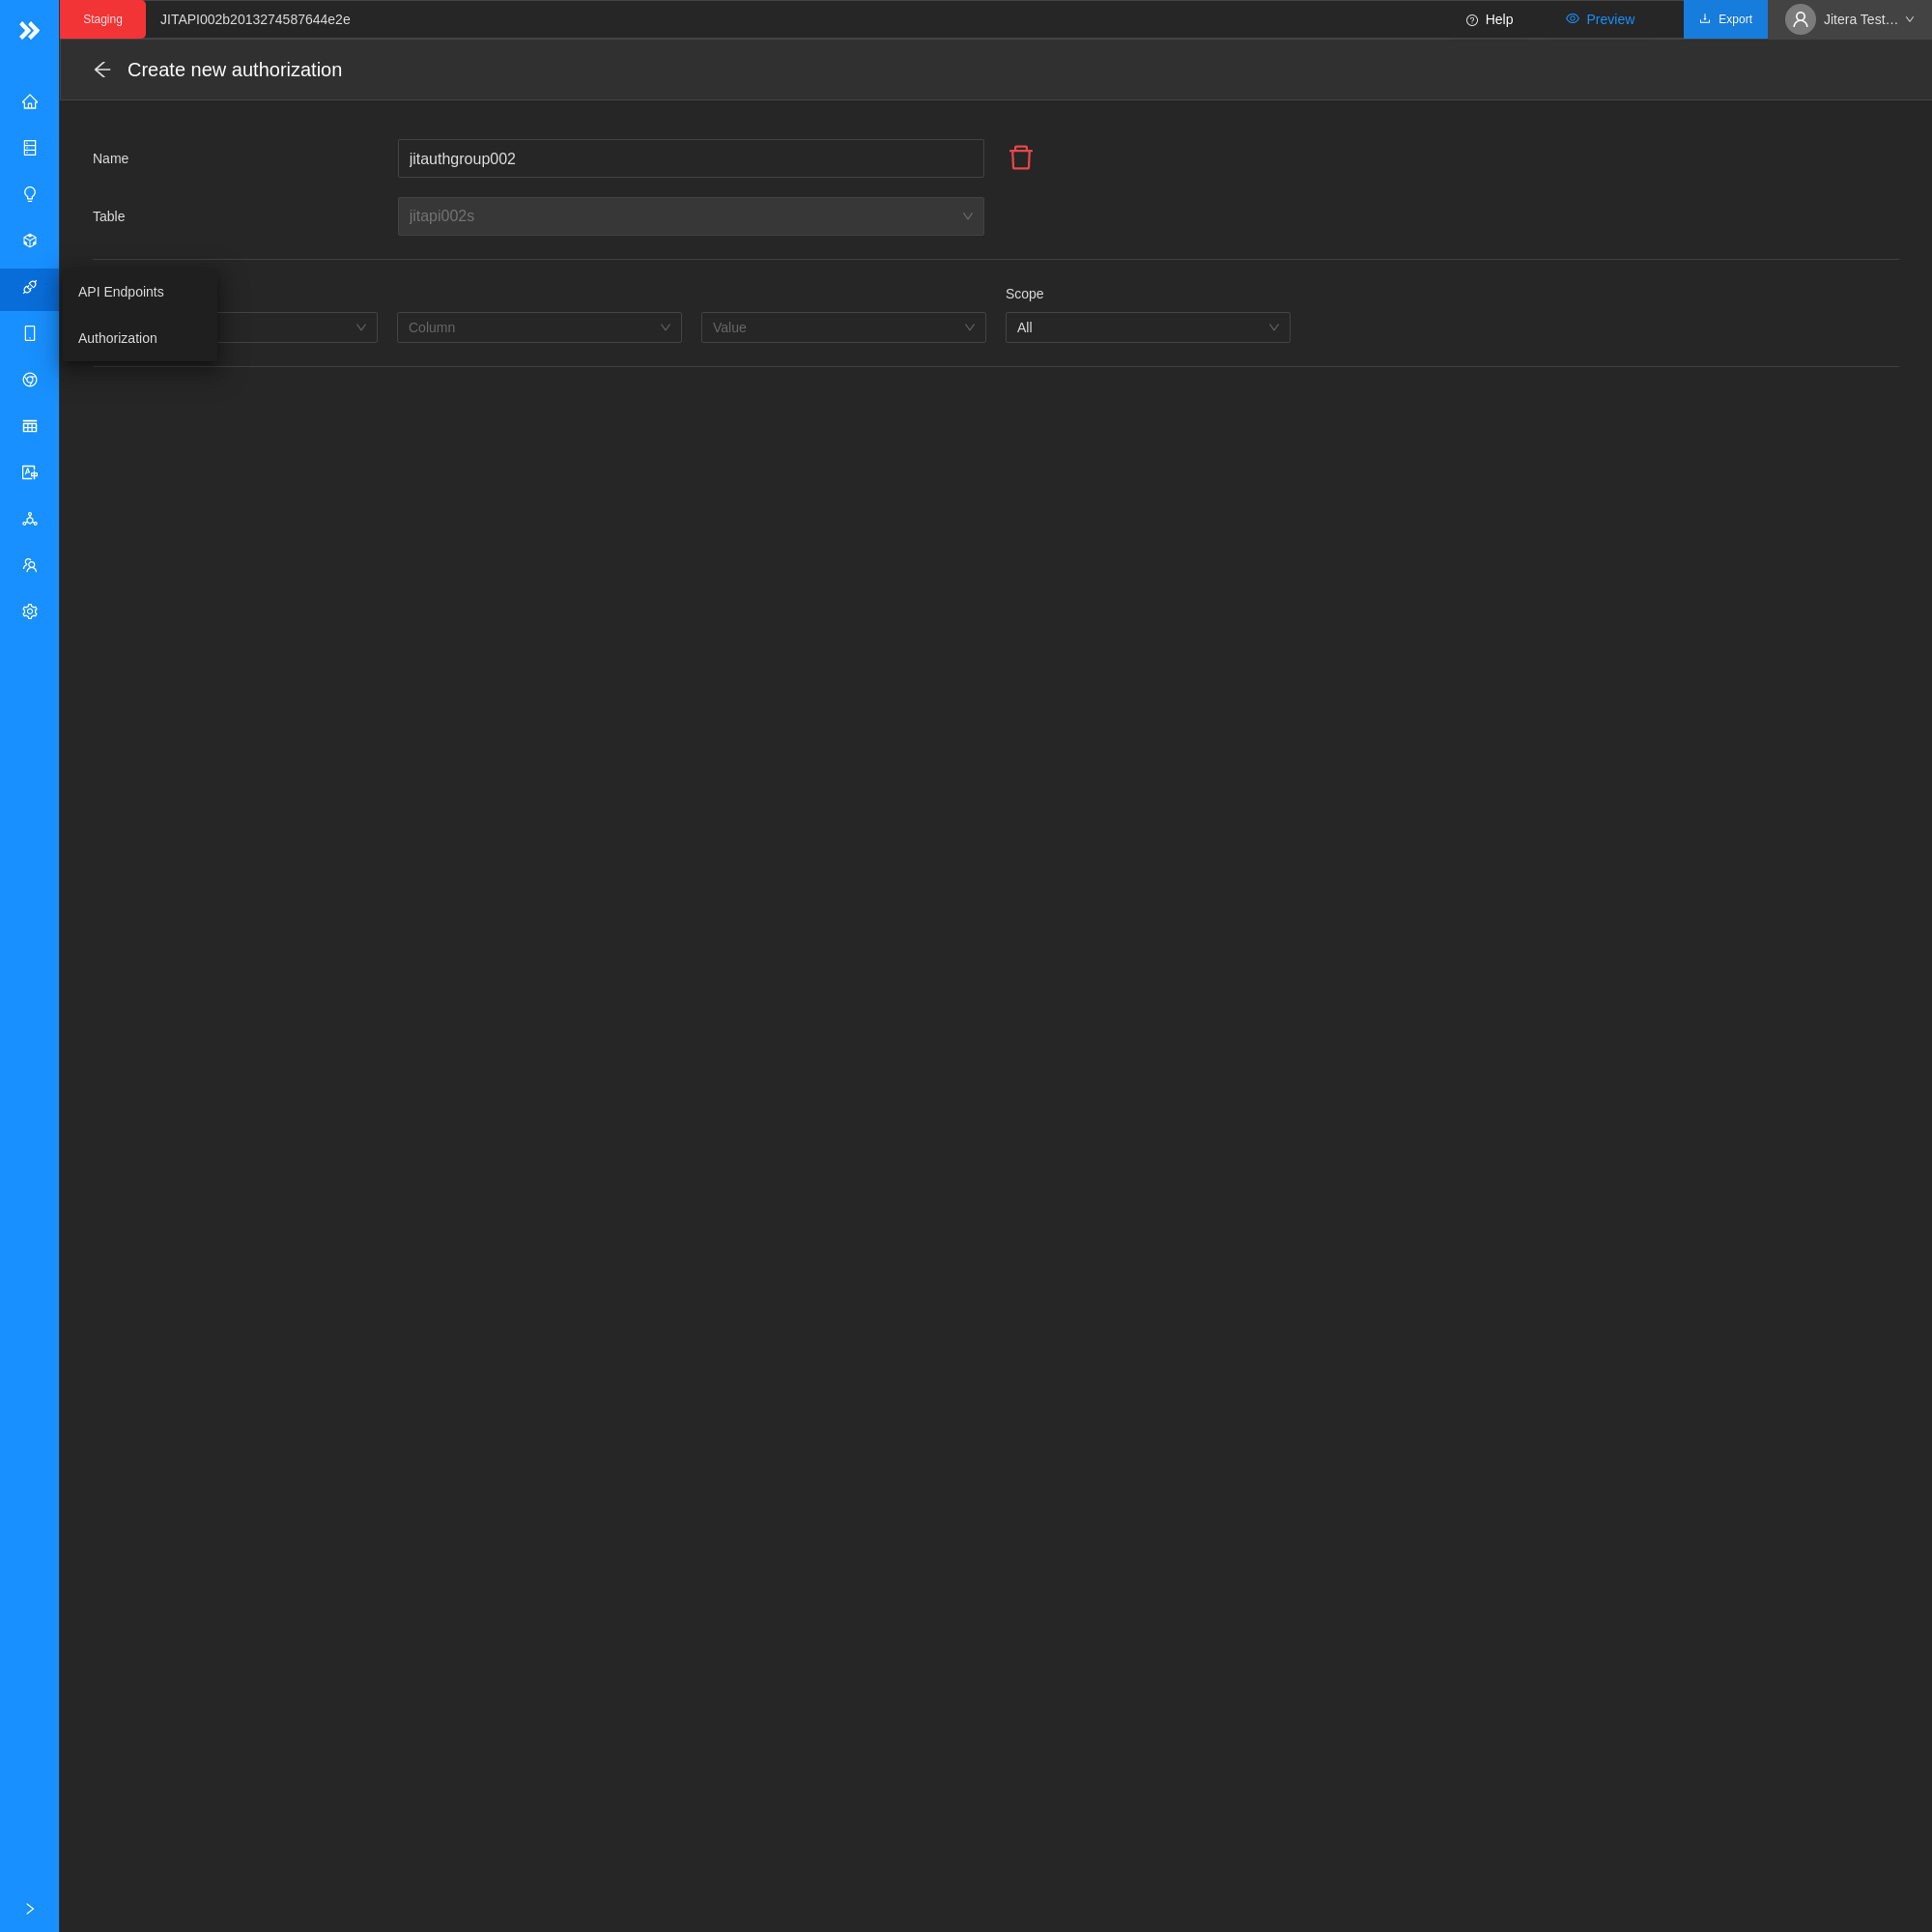 Staging
JITAPI002b2013274587644e2e
Help
Preview
Export
Jitera Test...
Create new authorization
Name
jitauthgroup002
Table
jitapi002s
API Endpoints
Authorization
Scope
Column
Value
All